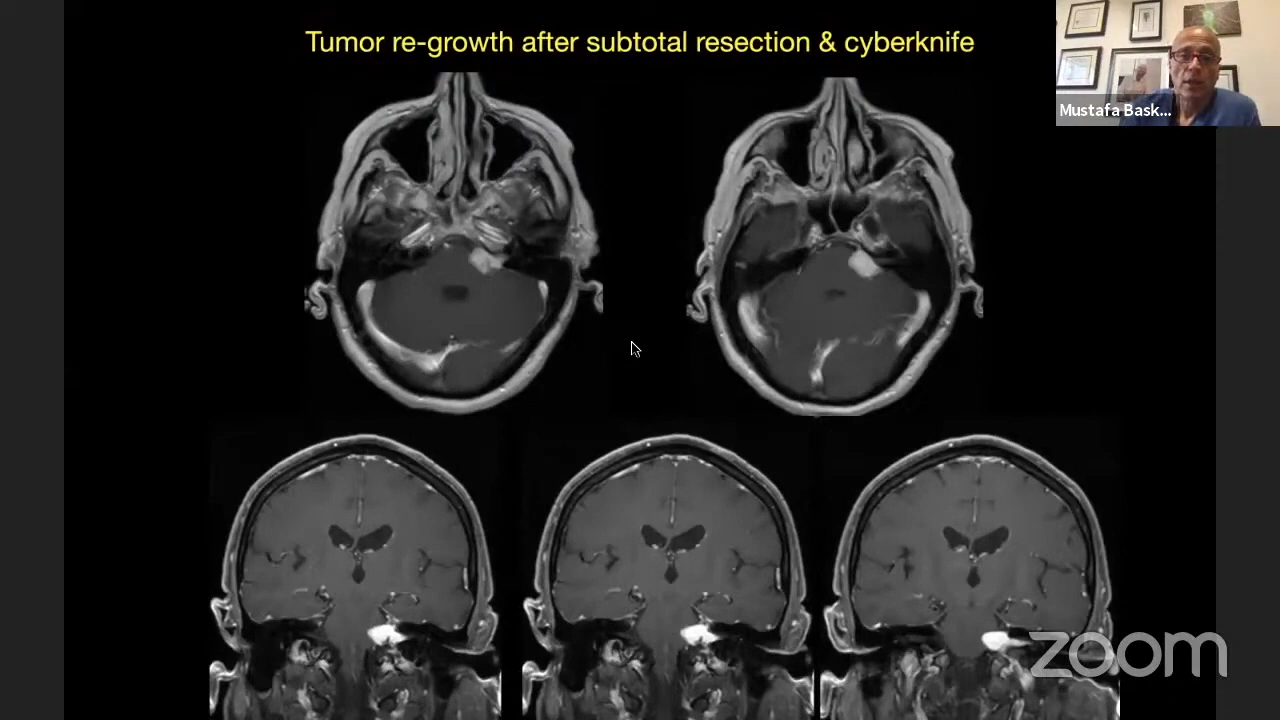 Tumor re-growth after subtotal resection & cyberknife
Mustafa Bask...
zoom